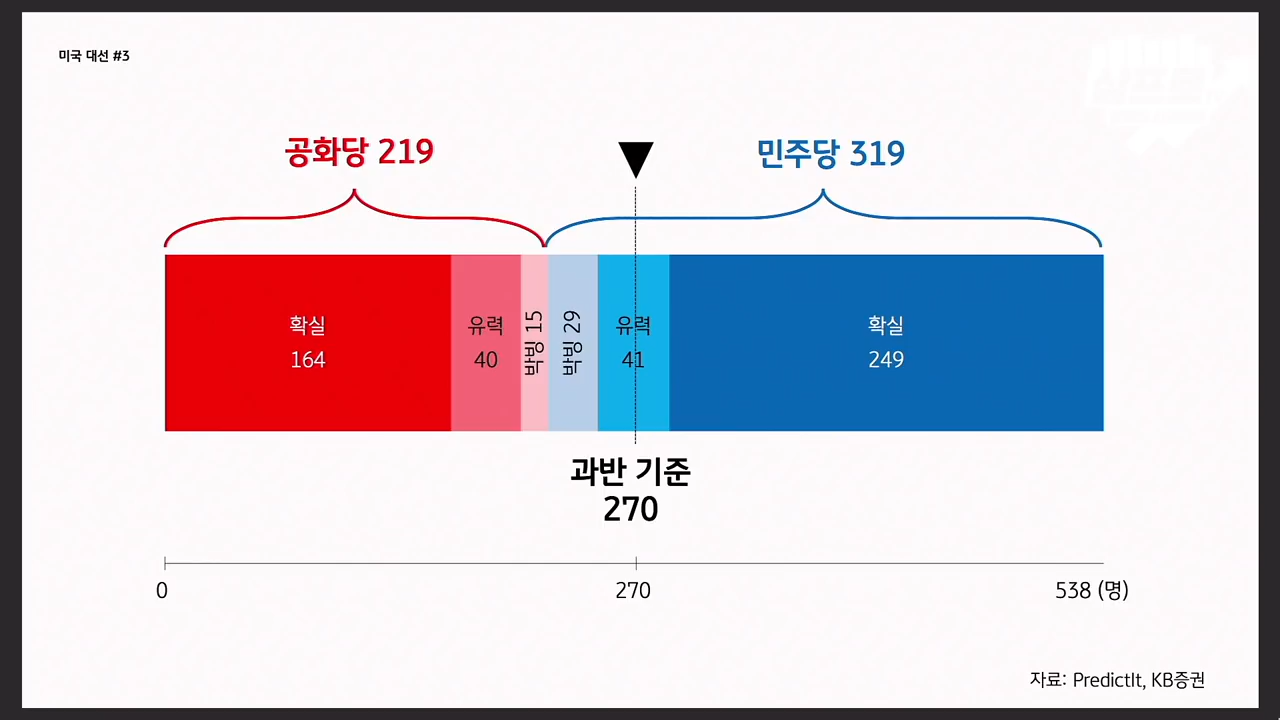 미국 대선 #3
공화당 219
민주당 319
확실
164
유력
40
박빙 15
박빙 29
유력
41
확실
249
과반 기준
270
0
270
538 (명)
자료: PredictIt, KB증권